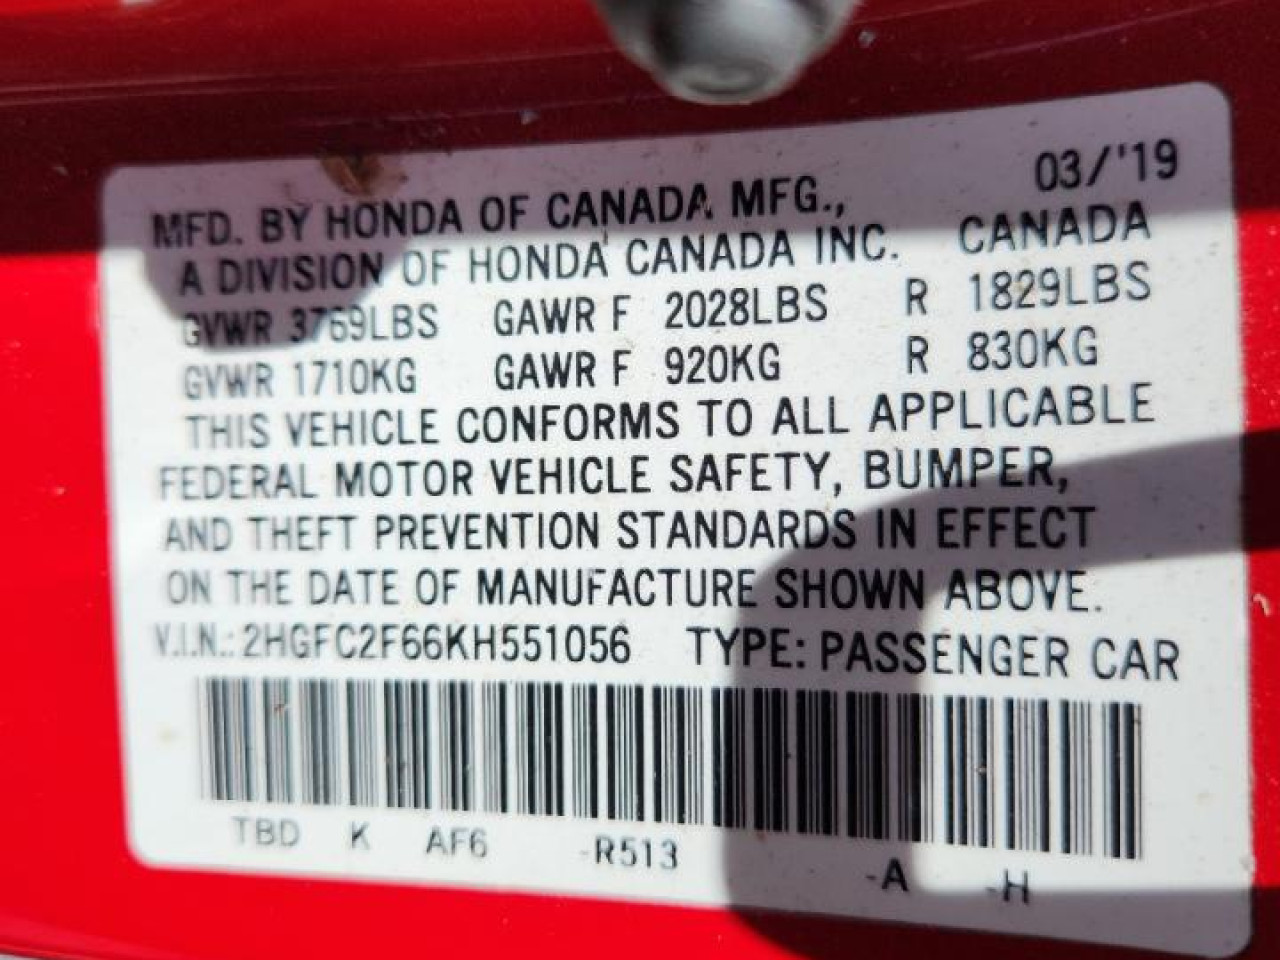 03/'19
MFD. BY HONDA OF CANADA MFG.,
A DIVISION OF HONDA CANADA INC. CANADA
GVWR 3769LBS GAWR F 2028LBS R 1829LBS
GVWR 1710KG GAWR F 920KG R 830KG
THIS VEHICLE CONFORMS TO ALL APPLICABLE
FEDERAL MOTOR VEHICLE SAFETY, BUMPER,
AND THEFT PREVENTION STANDARDS IN EFFECT
ON THE DATE OF MANUFACTURE SHOWN ABOVE.
V.I.N.: 2HGFC2F66KH551056 TYPE: PASSENGER CAR
TBD K AF6 -R513 -A -H